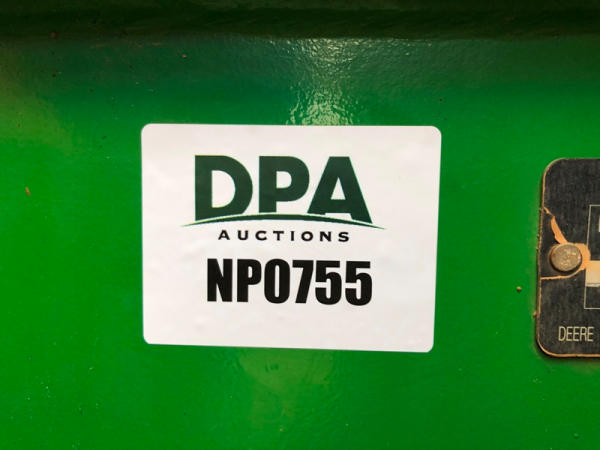 DPA
AUCTIONS
NP0755
DEERE